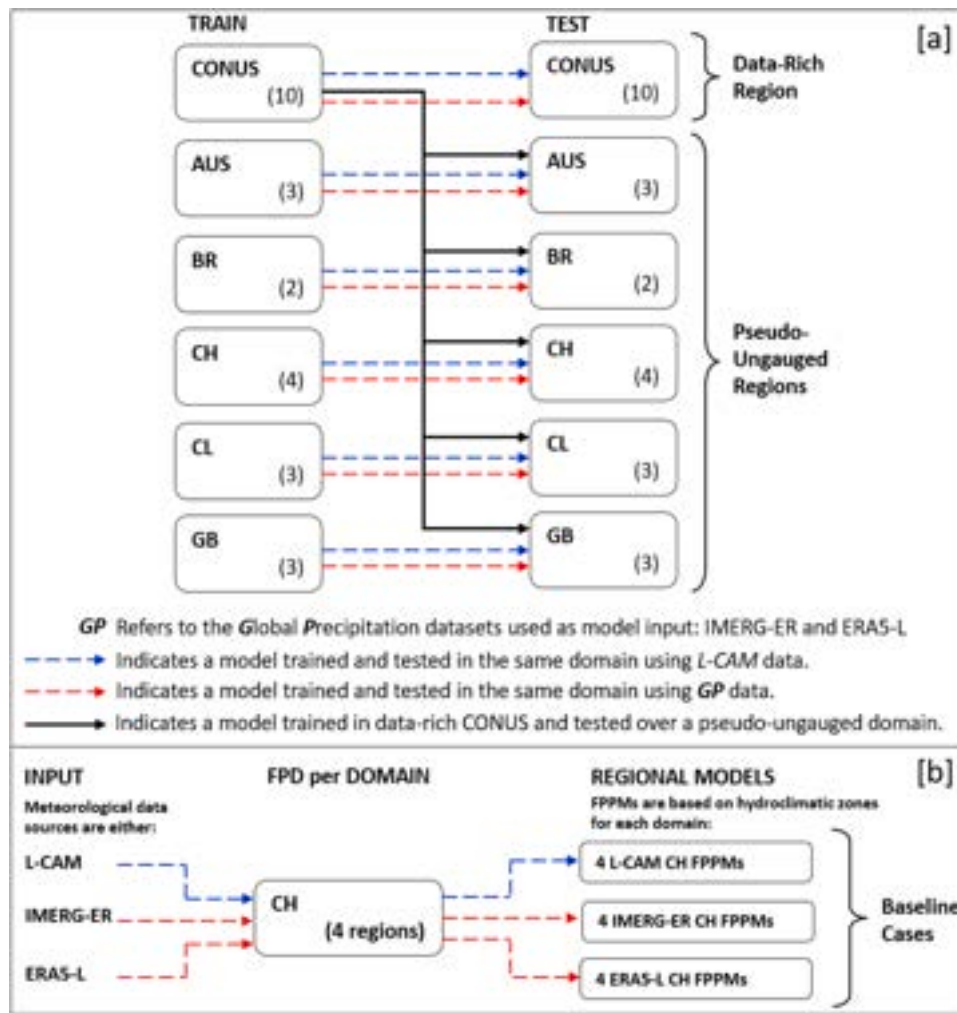 TRAIN TEST [a]
CONUS CONUS
(10) (10)
Data-Rich
Region
AUS AUS
(3) (3)
BR BR
(2) (2)
CH CH
(4) (4)
Pseudo-
Ungauged
Regions
CL CL
(3) (3)
GB GB
(3) (3)
GP Refers to the Global Precipitation datasets used as model input: IMERG-ER and ERA5-L
Indicates a model trained and tested in the same domain using L-CAM data.
Indicates a model trained and tested in the same domain using GP data.
Indicates a model trained in data-rich CONUS and tested over a pseudo-ungauged domain.
INPUT FPD per DOMAIN REGIONAL MODELS [b]
Meteorological data
sources are either:
FPPMs are based on hydroclimatic zones
for each domain:
L-CAM
IMERG-ER
ERA5-L
CH
(4 regions)
4 L-CAM CH FPPMs
4 IMERG-ER CH FPPMs
4 ERA5-L CH FPPMs
Baseline
Cases